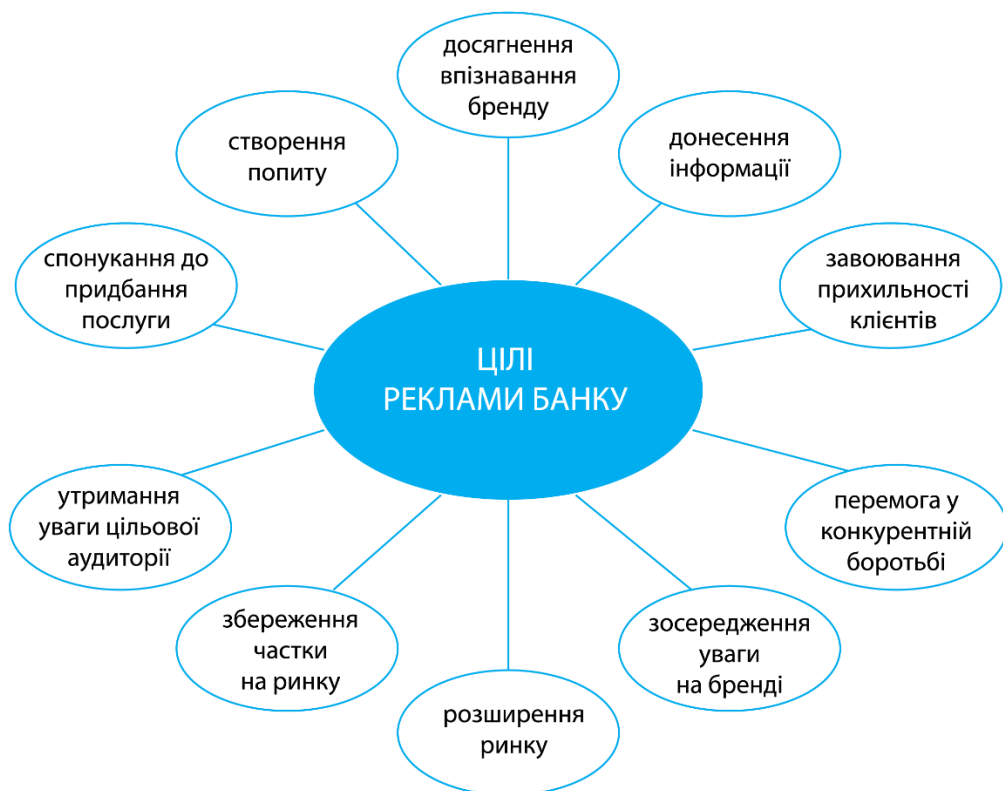 досягнення
впізнавання
бренду
створення
попиту
донесення
інформації
спонукання до
придбання
послуги
завоювання
прихильності
клієнтів
ЦІЛІ
РЕКЛАМИ БАНКУ
утримання
уваги цільової
аудиторії
перемога у
конкурентній
боротьбі
збереження
частки
на ринку
зосередження
уваги
на бренді
розширення
ринку